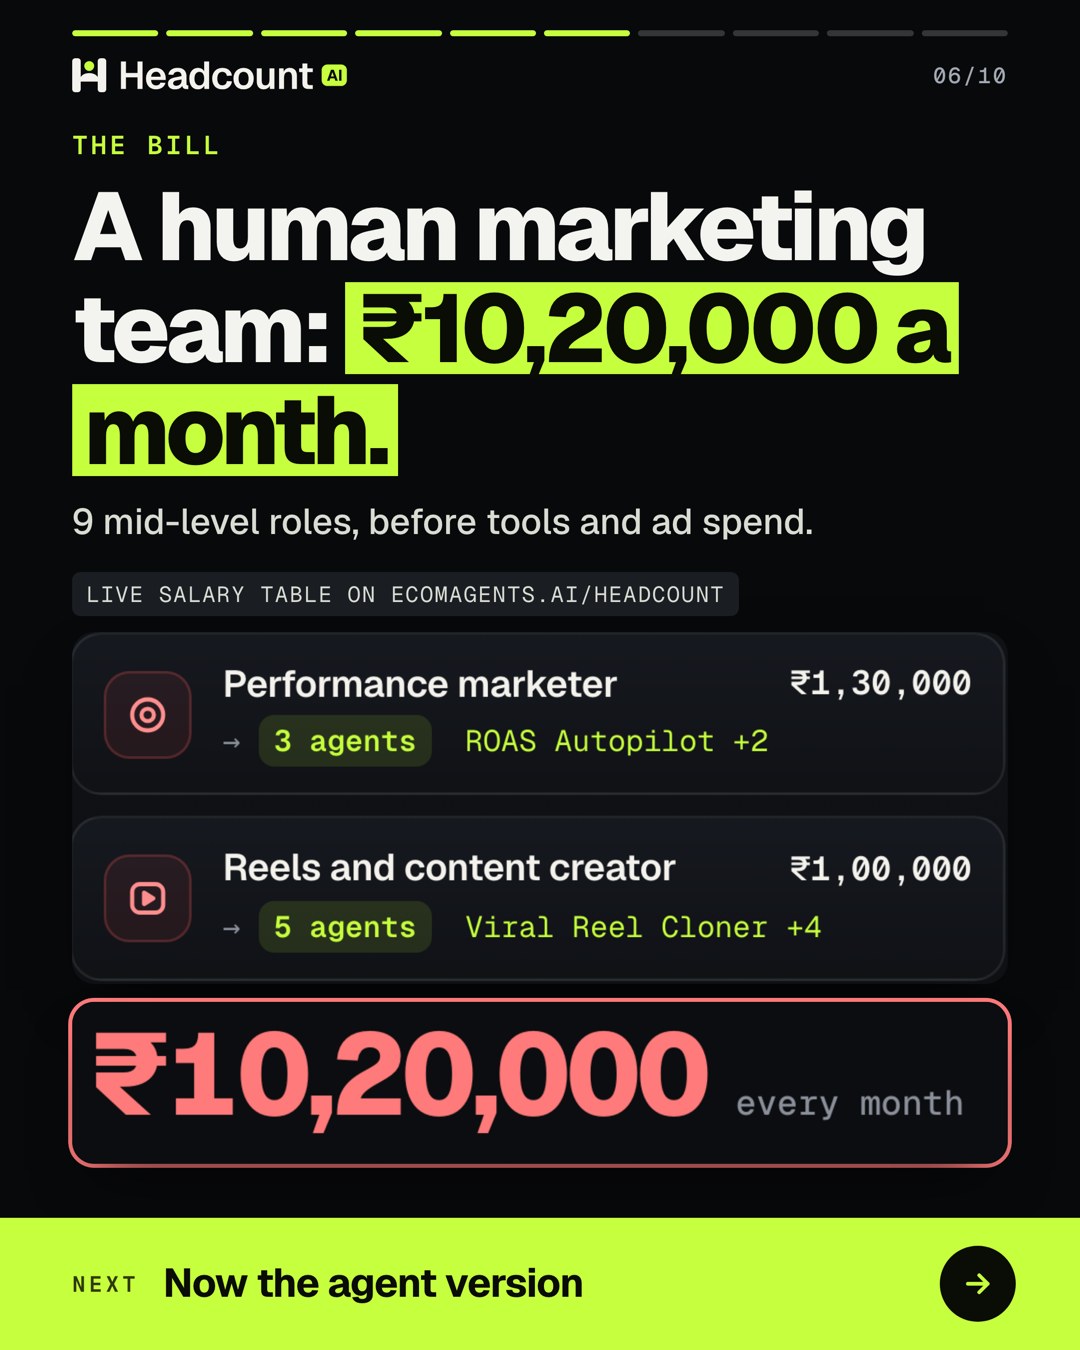 Headcount AI
06/10
THE BILL
A human marketing
team: ₹10,20,000 a
month.
9 mid-level roles, before tools and ad spend.
LIVE SALARY TABLE ON ECOMAGENTS.AI/HEADCOUNT
Performance marketer ₹1,30,000
→ 3 agents ROAS Autopilot +2
Reels and content creator ₹1,00,000
→ 5 agents Viral Reel Cloner +4
₹10,20,000 every month
NEXT Now the agent version →